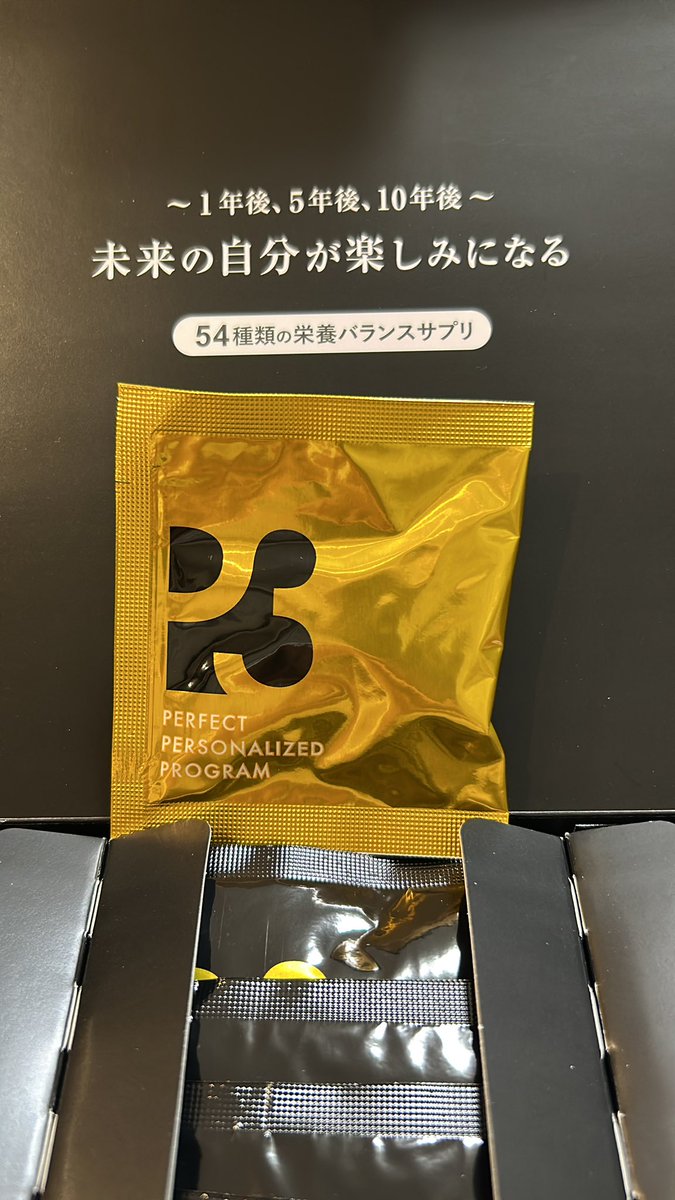 ～1年後、5年後、10年後～
未来の自分が楽しみになる
54種類の栄養バランスサプリ
P3
PERFECT
PERSONALIZED
PROGRAM